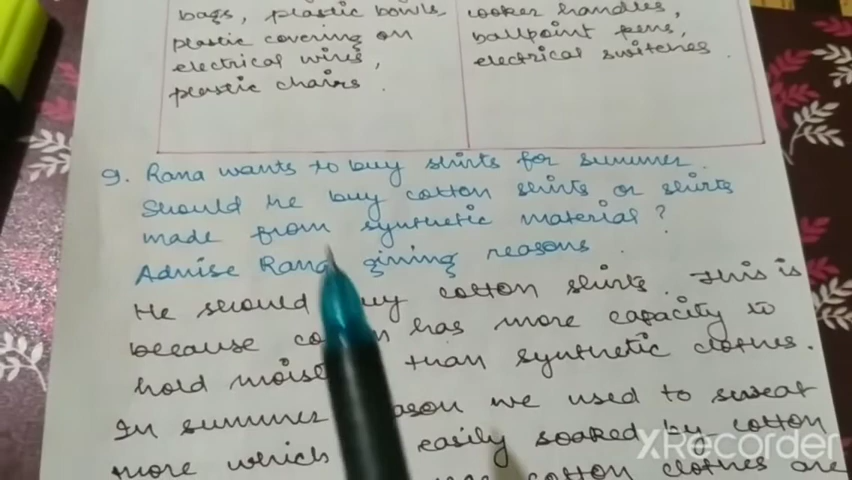 bags, plastic bowls,
plastic covering on
electrical wires,
plastic chairs.
cooker handles,
ballpoint pens,
electrical switches.
9. Rana wants to buy shirts for summer.
Should he buy cotton shirts or shirts
made from synthetic material?
Advise Rana giving reasons.
He should buy cotton shirts. This is
because has more capacity to
hold than synthetic clothes.
In summer we used to sweat
more which easily soaked by cotton
cotton clothes are
XRecorder